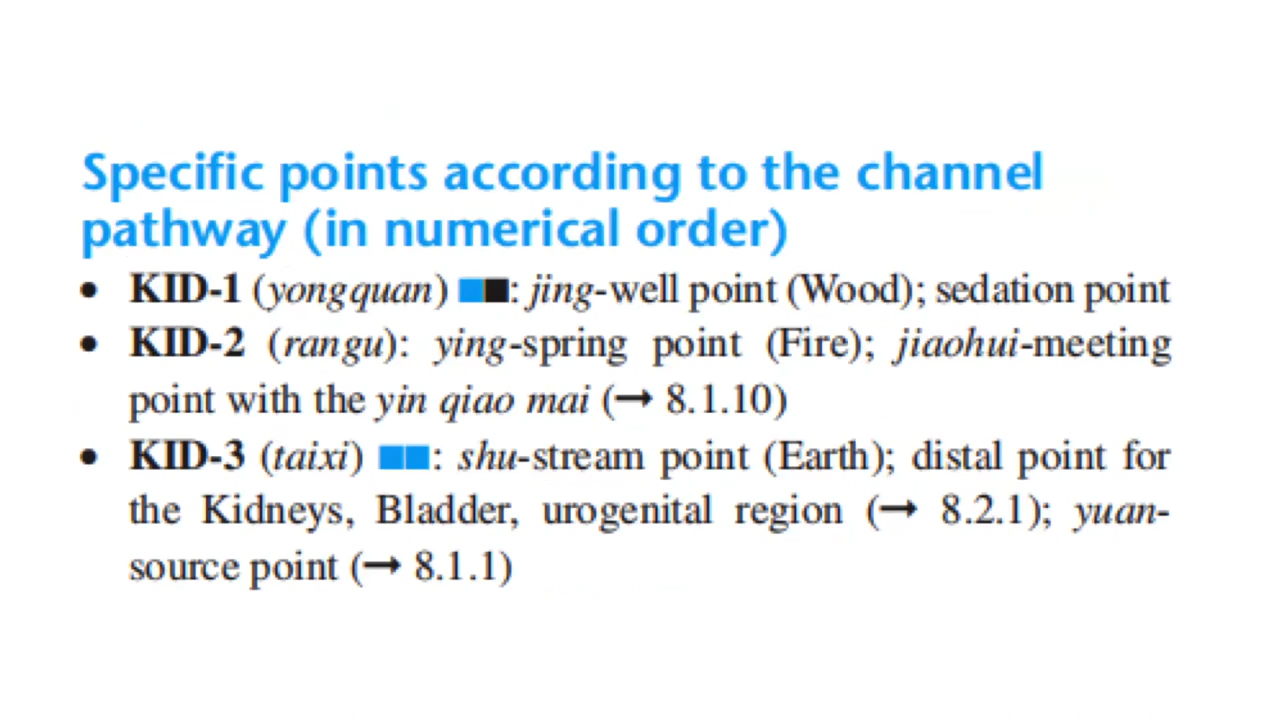 Specific points according to the channel
pathway (in numerical order)
• KID-1 (yongquan) ■■: jing-well point (Wood); sedation point
• KID-2 (rangu): ying-spring point (Fire); jiaohui-meeting
point with the yin qiao mai (→ 8.1.10)
• KID-3 (taixi) ■■: shu-stream point (Earth); distal point for
the Kidneys, Bladder, urogenital region (→ 8.2.1); yuan-
source point (→ 8.1.1)